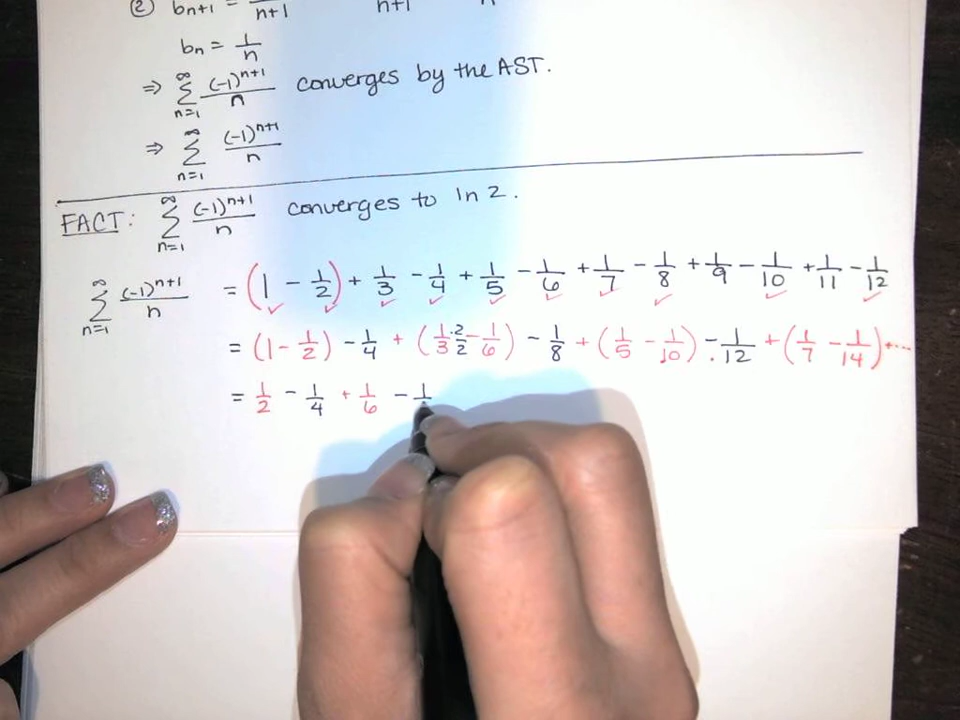 ② bₙ₊₁ = n+1 n+1 n
bₙ = 1/n
⇒ ∞ Σ n=1 (-1)ⁿ⁺¹/n converges by the AST.
⇒ ∞ Σ n=1 (-1)ⁿ⁺¹/n
FACT: ∞ Σ n=1 (-1)ⁿ⁺¹/n converges to ln 2.
∞ Σ n=1 (-1)ⁿ⁺¹/n = (1 - 1/2) + 1/3 - 1/4 + 1/5 - 1/6 + 1/7 - 1/8 + 1/9 - 1/10 + 1/11 - 1/12
= (1 - 1/2) - 1/4 + (1/3 · 2/2 - 1/6) - 1/8 + (1/5 - 1/10) - 1/12 + (1/7 - 1/14) + ....
= 1/2 - 1/4 + 1/6 - 1/